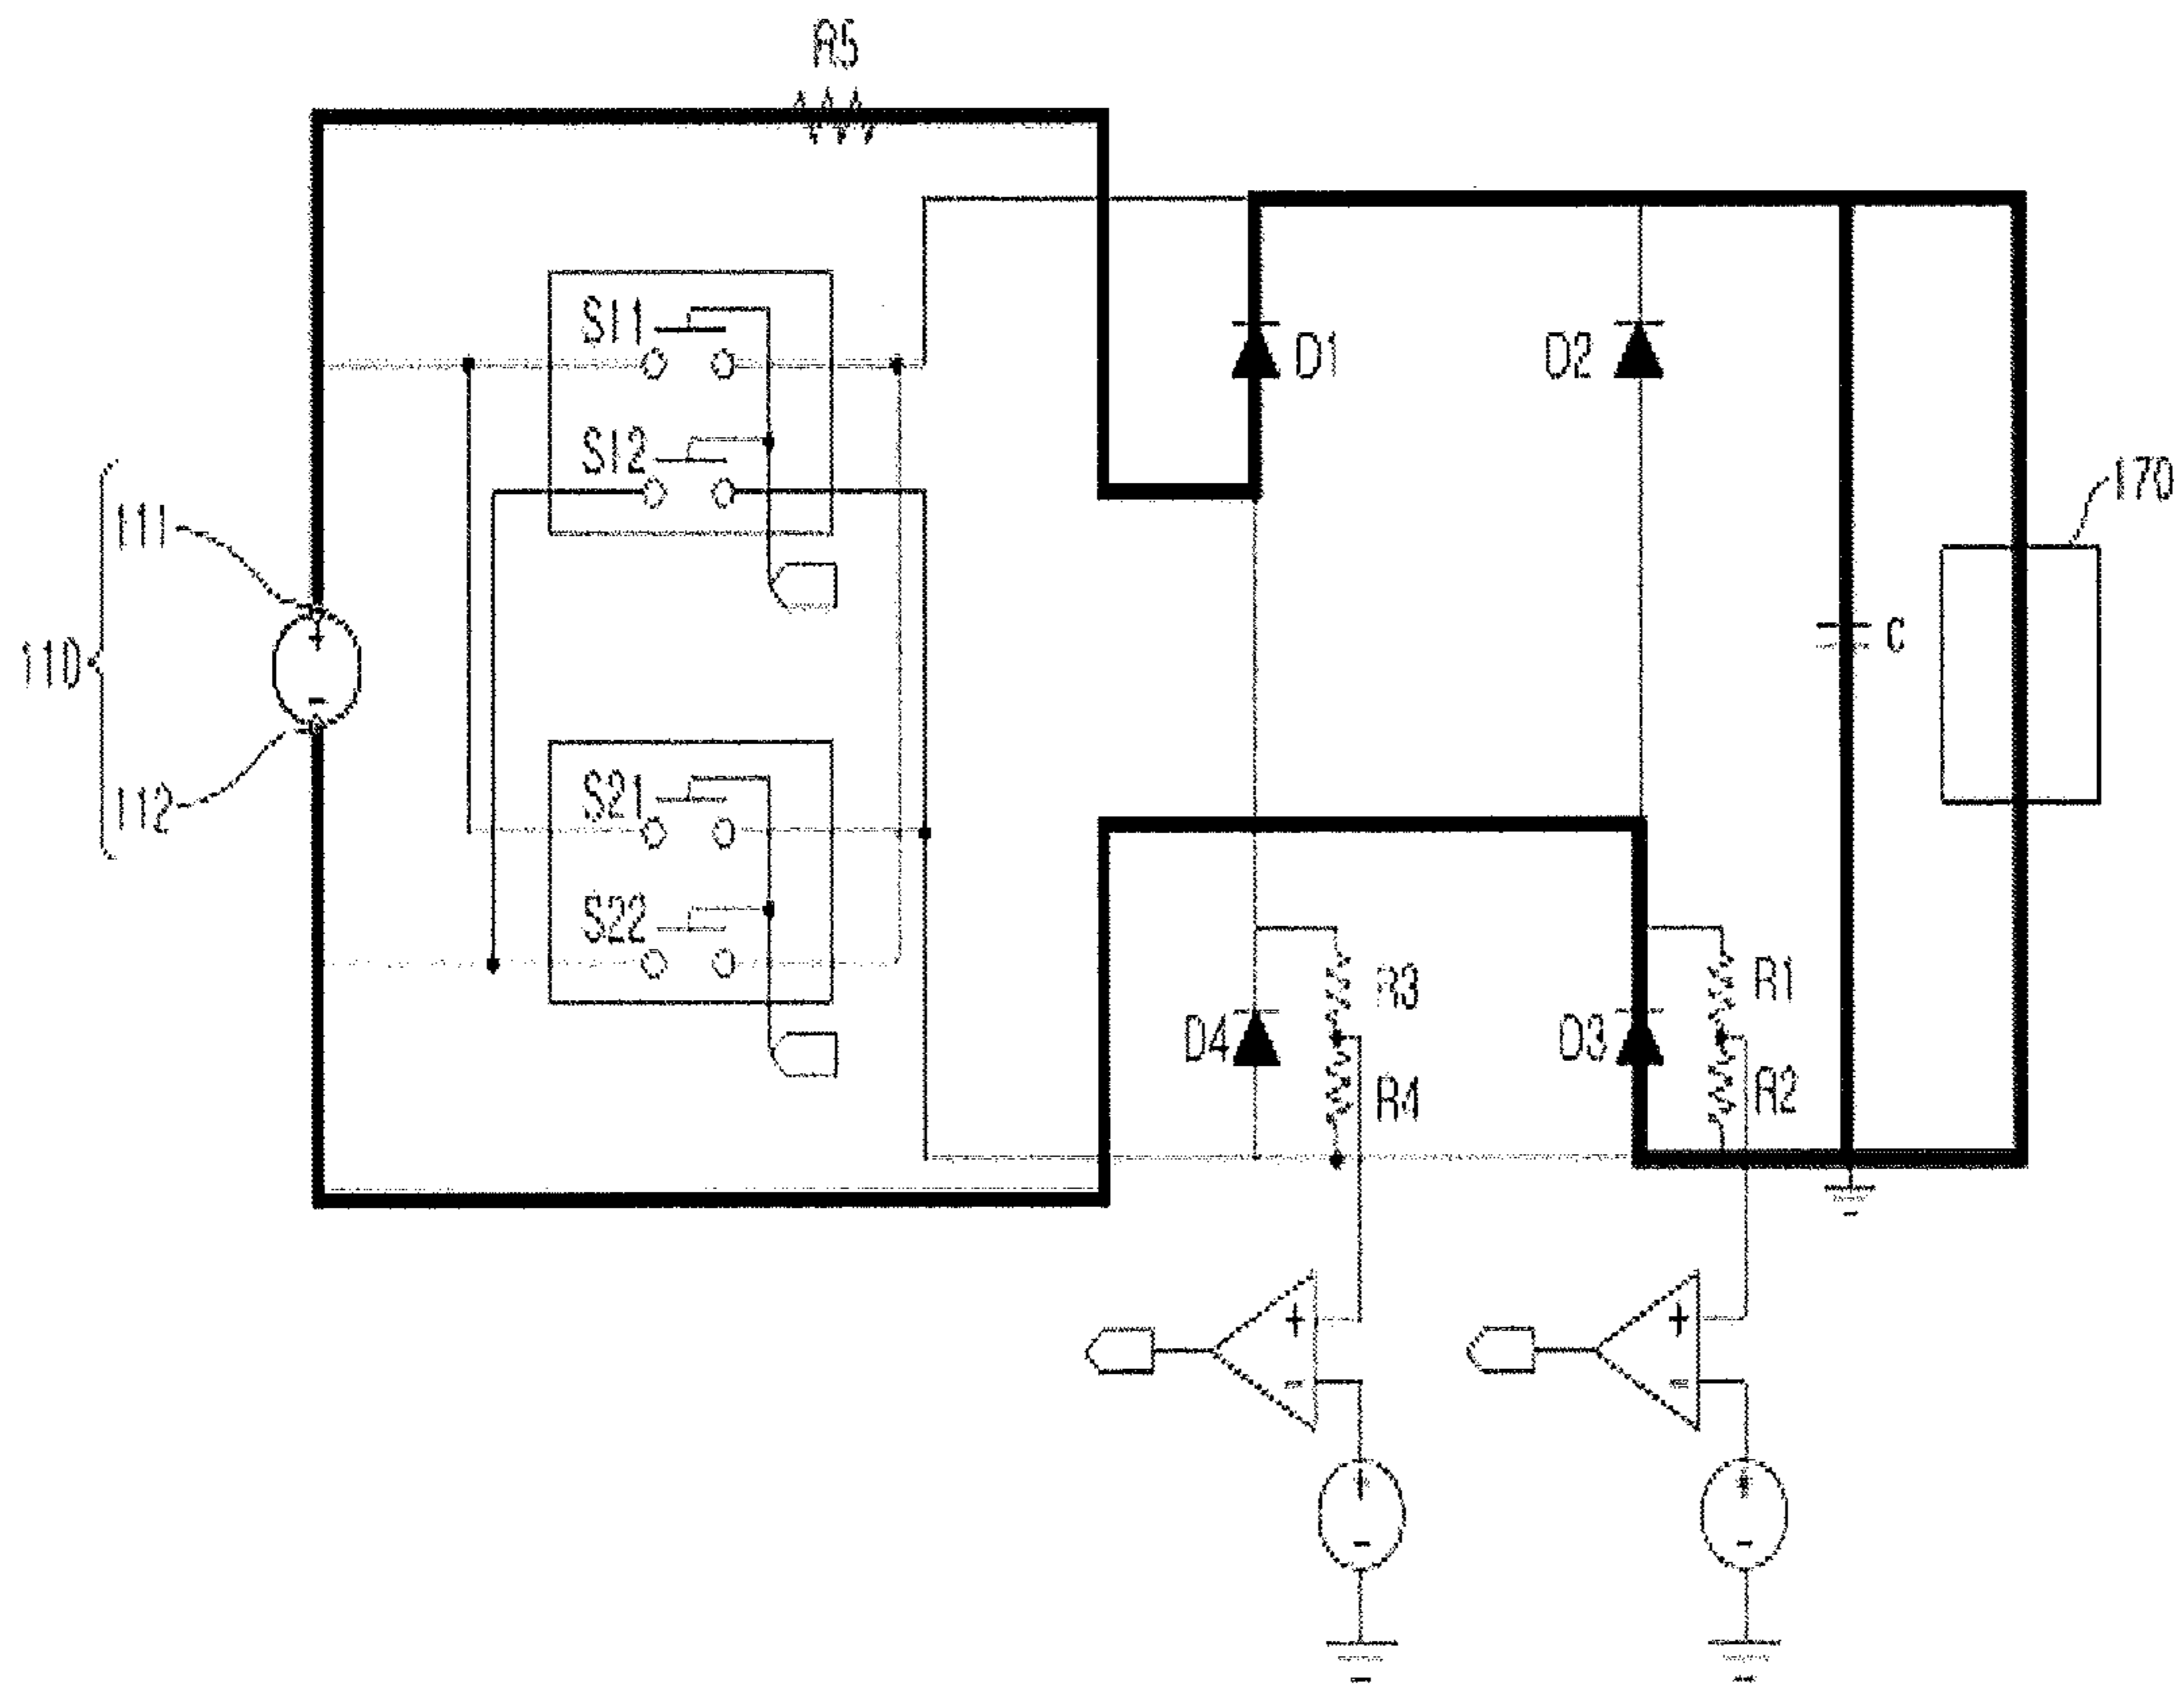 R5
S11
D1
D2
S12
170
111
C
110
S21
112
S22
R3
R1
D4
D3
R4
R2
+
-
+
-
+
-
+
-
+
-